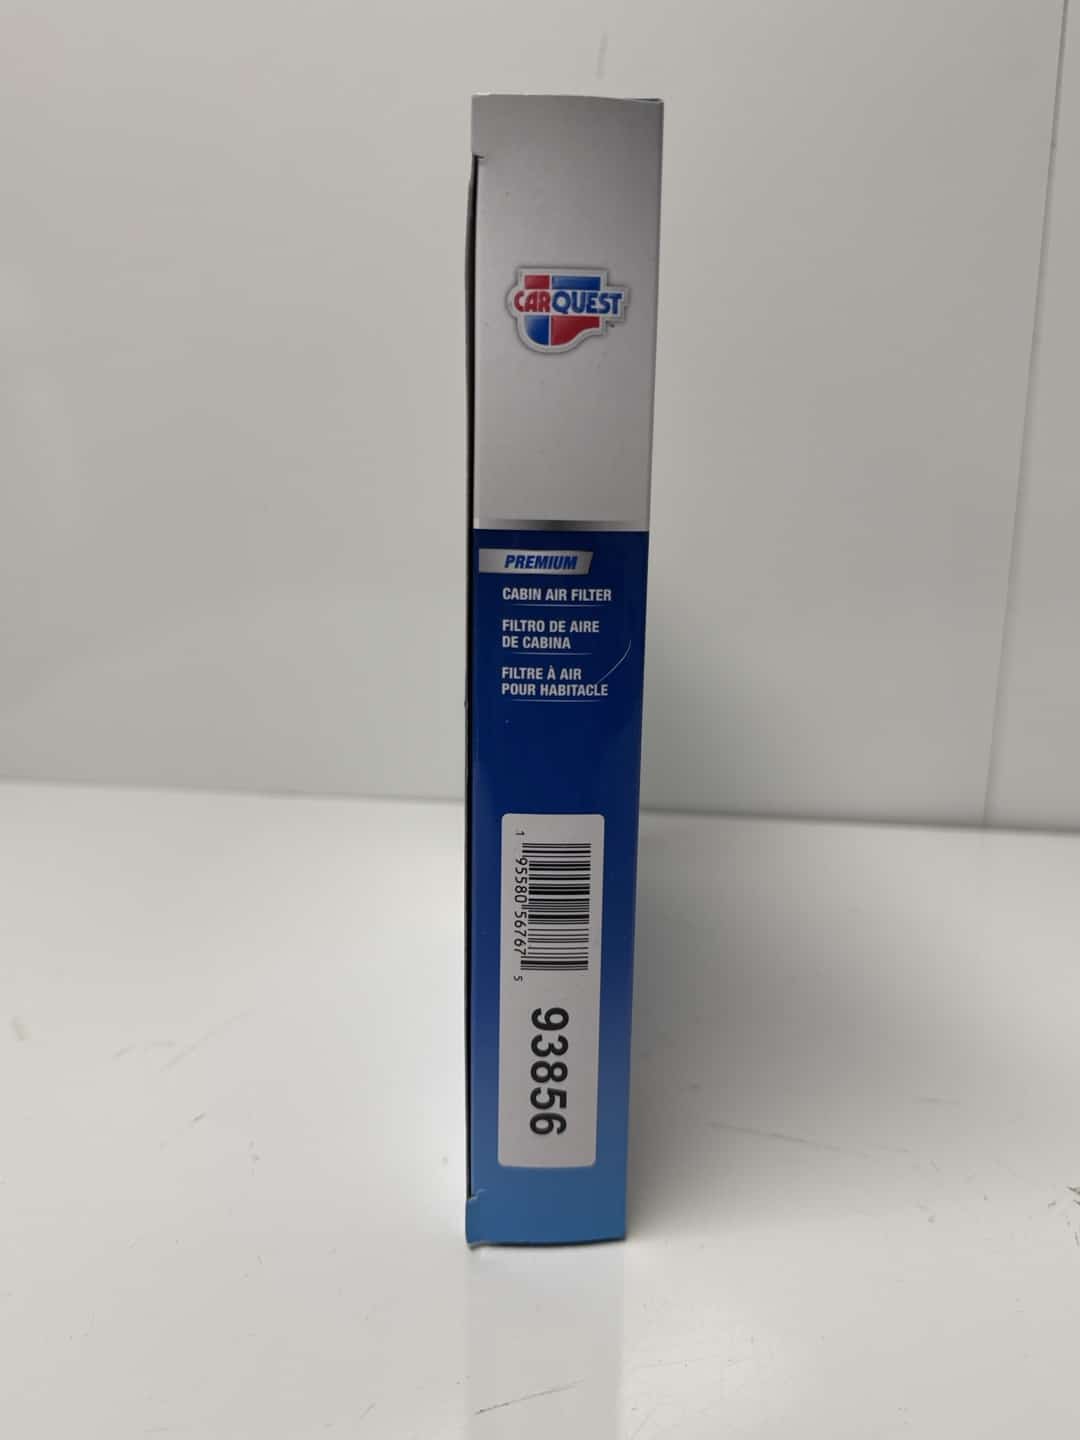 CARQUEST
PREMIUM
CABIN AIR FILTER
FILTRO DE AIRE
DE CABINA
FILTRE À AIR
POUR HABITACLE
1 95580 56767 5
93856